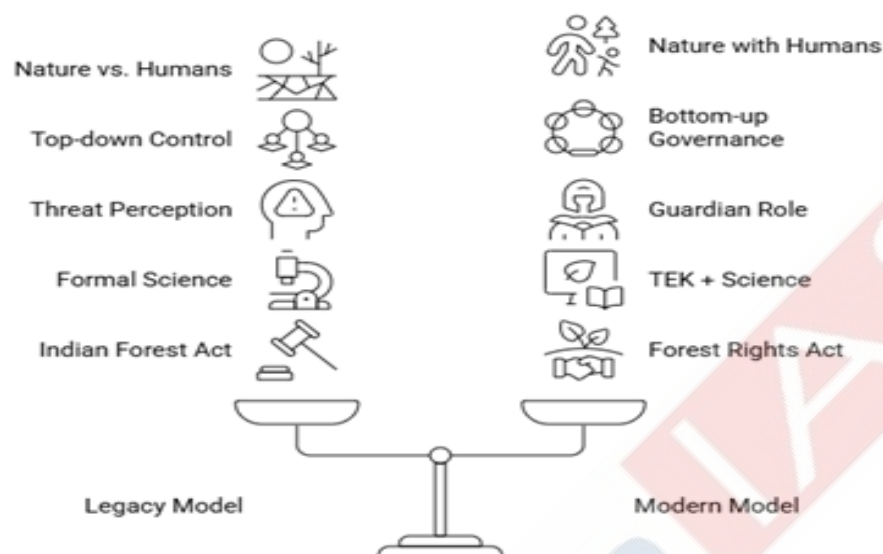 Nature vs. Humans
Top-down Control
Threat Perception
Formal Science
Indian Forest Act
Legacy Model
Nature with Humans
Bottom-up
Governance
Guardian Role
TEK + Science
Forest Rights Act
Modern Model
IA